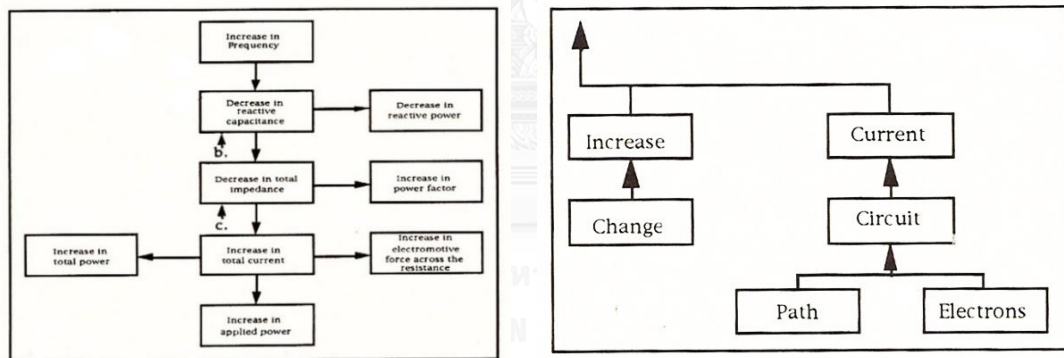 Increase in
Prequency
Decrease in
reactive
capacitance
Decrease in
reactive power
b.
Decrease in total
impedance
Increase in
power factor
c.
Increase in
total power
Increase in
total current
Increase in
electromotive
force across the
resistance
Increase in
applied power
Increase
Current
Change
Circuit
Path
Electrons